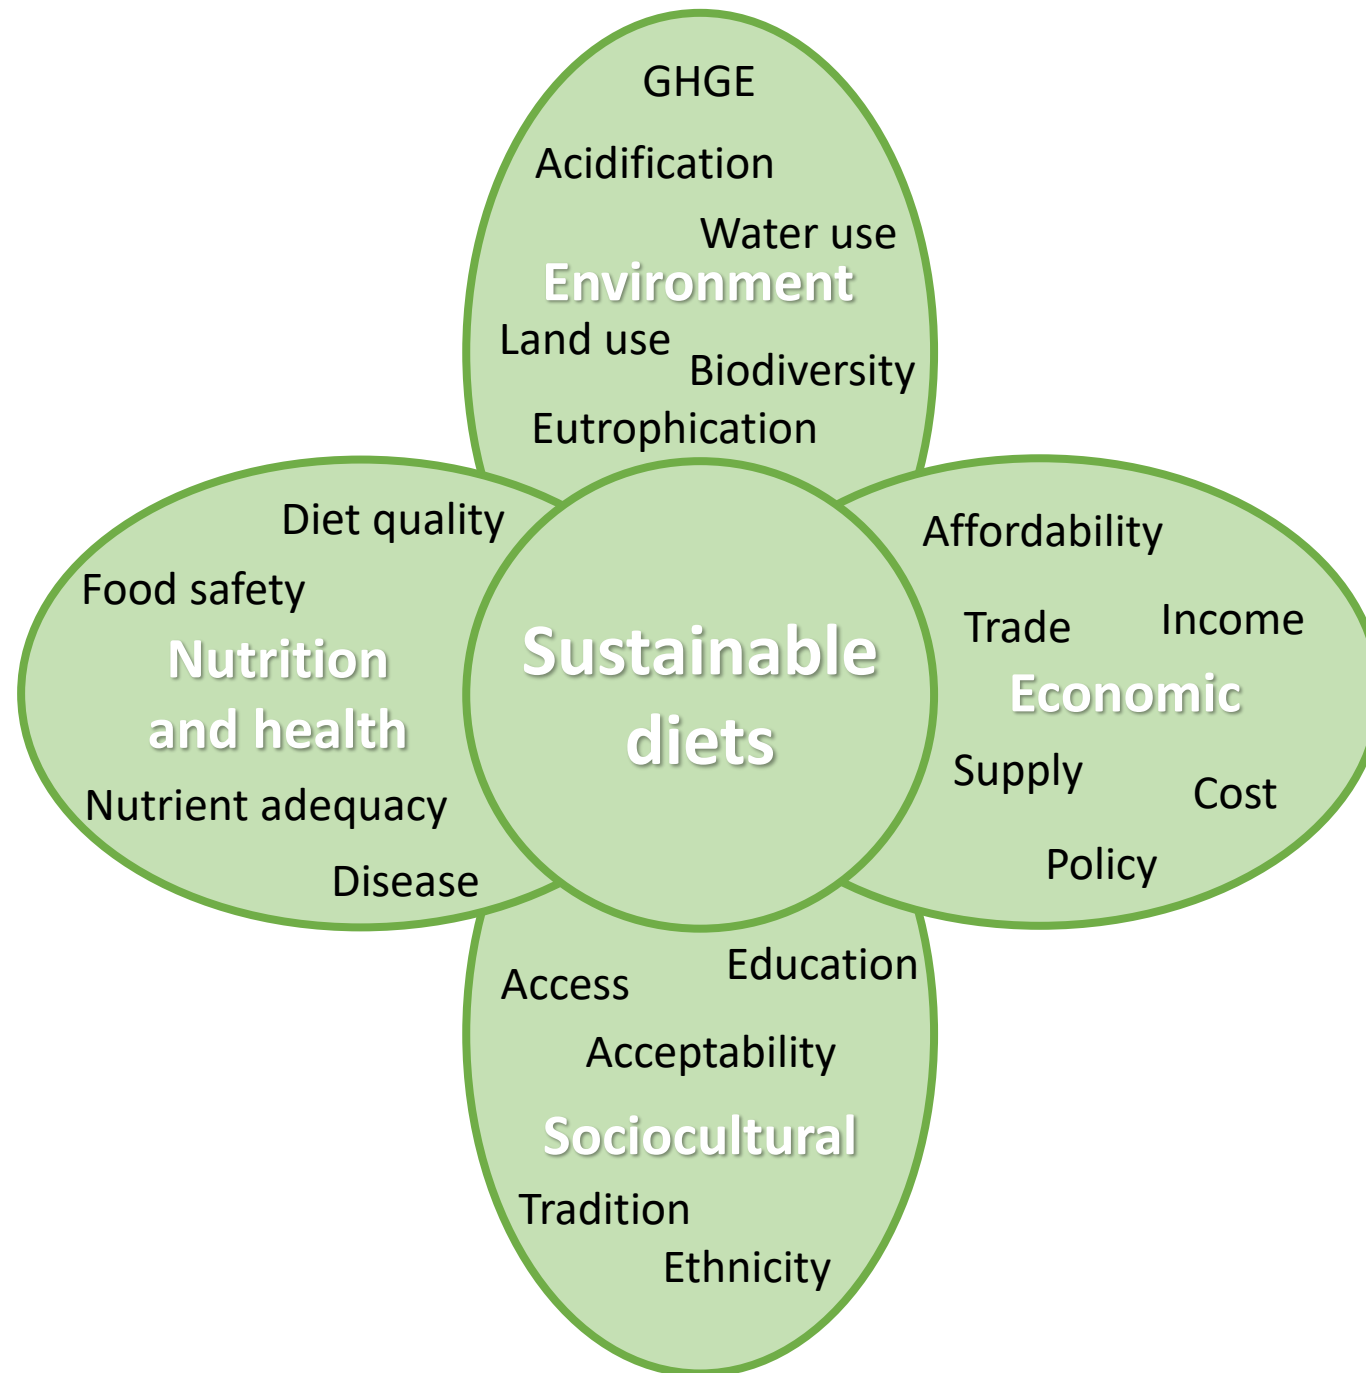 GHGE
Acidification
Water use
Environment
Land use
Biodiversity
Eutrophication
Diet quality
Food safety
Nutrition
and health
Nutrient adequacy
Disease
Sustainable
diets
Affordability
Trade
Income
Economic
Supply
Cost
Policy
Access
Education
Acceptability
Sociocultural
Tradition
Ethnicity